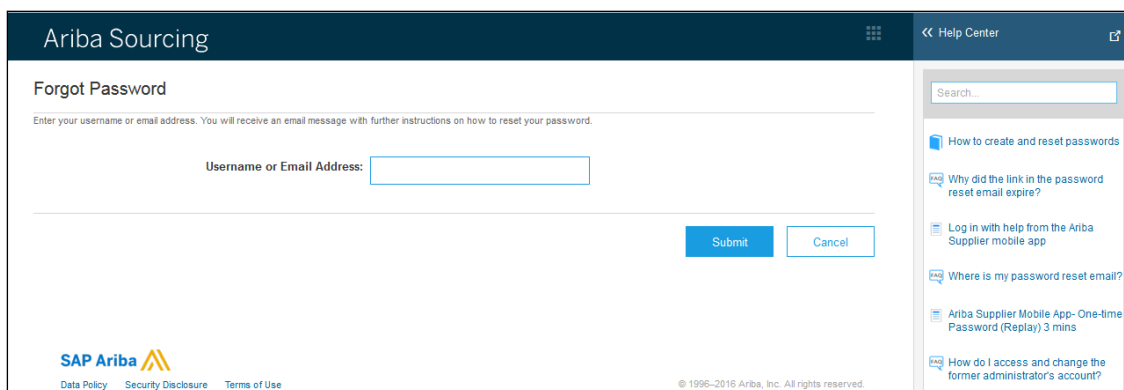 Ariba Sourcing
Forgot Password
Enter your username or email address. You will receive an email message with further instructions on how to reset your password.
Username or Email Address:
Submit
Cancel
SAP Ariba
Data Policy Security Disclosure Terms of Use
© 1996–2016 Ariba, Inc. All rights reserved.
« Help Center
Search...
How to create and reset passwords
FAQ Why did the link in the password
reset email expire?
Log in with help from the Ariba
Supplier mobile app
FAQ Where is my password reset email?
Ariba Supplier Mobile App- One-time
Password (Replay) 3 mins
FAQ How do I access and change the
former administrator's account?